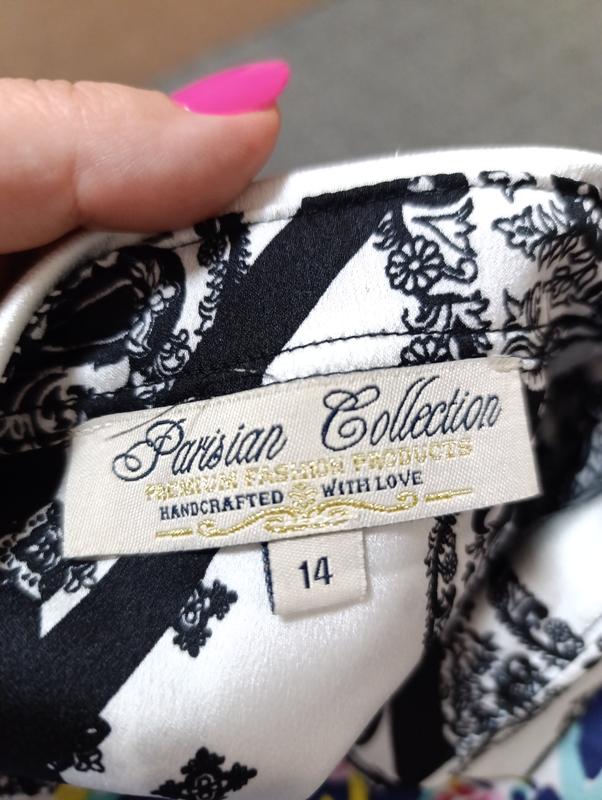 Parisian Collection
PREMIUM FASHION PRODUCTS
HANDCRAFTED WITH LOVE
14